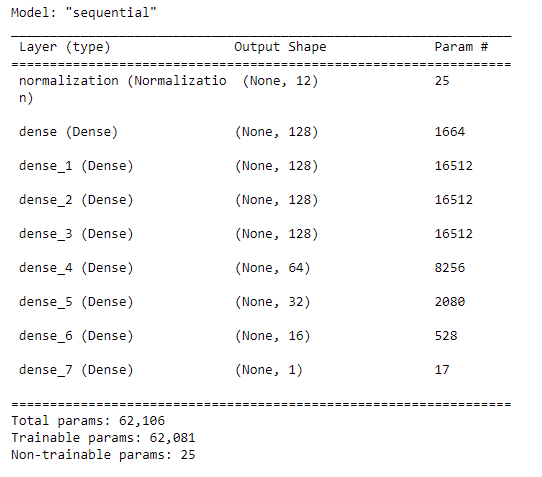 Model: "sequential"
_________________________________________________________________
Layer (type) Output Shape Param #
=================================================================
normalization (Normalizatio (None, 12) 25
n)
dense (Dense) (None, 128) 1664
dense_1 (Dense) (None, 128) 16512
dense_2 (Dense) (None, 128) 16512
dense_3 (Dense) (None, 128) 16512
dense_4 (Dense) (None, 64) 8256
dense_5 (Dense) (None, 32) 2080
dense_6 (Dense) (None, 16) 528
dense_7 (Dense) (None, 1) 17
=================================================================
Total params: 62,106
Trainable params: 62,081
Non-trainable params: 25